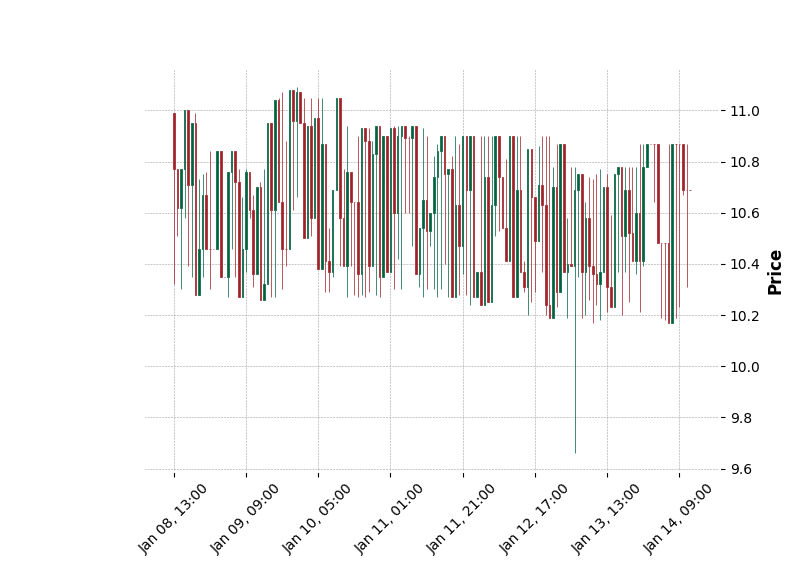 11.0
10.8
10.6
10.4
10.2
10.0
9.8
9.6
Price
Jan 08, 13:00
Jan 09, 09:00
Jan 10, 05:00
Jan 11, 01:00
Jan 11, 21:00
Jan 12, 17:00
Jan 13, 13:00
Jan 14, 09:00